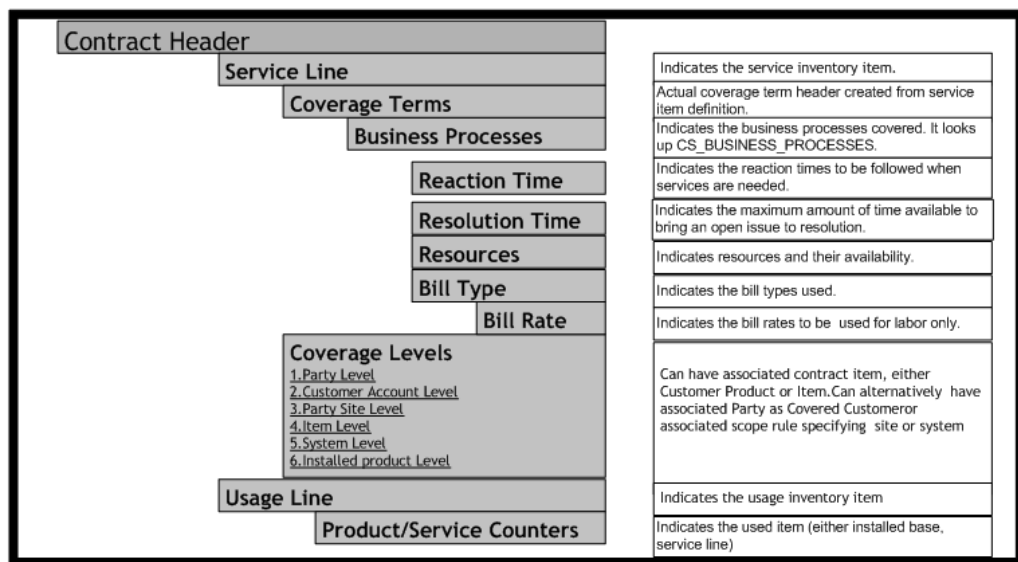 Contract Header
Service Line
Indicates the service inventory item.
Coverage Terms
Actual coverage term header created from service
item definition.
Business Processes
Indicates the business processes covered. It looks
up CS_BUSINESS_PROCESSES.
Reaction Time
Indicates the reaction times to be followed when
services are needed.
Resolution Time
Indicates the maximum amount of time available to
bring an open issue to resolution.
Resources
Indicates resources and their availability.
Bill Type
Indicates the bill types used.
Bill Rate
Indicates the bill rates to be used for labor only.
Coverage Levels
1.Party Level
2.Customer Account Level
3.Party Site Level
4.Item Level
5.System Level
6.Installed product Level
Can have associated contract item, either
Customer Product or Item.Can alternatively have
associated Party as Covered Customeror
associated scope rule specifying site or system
Usage Line
Indicates the usage inventory item
Product/Service Counters
Indicates the used item (either installed base,
service line)